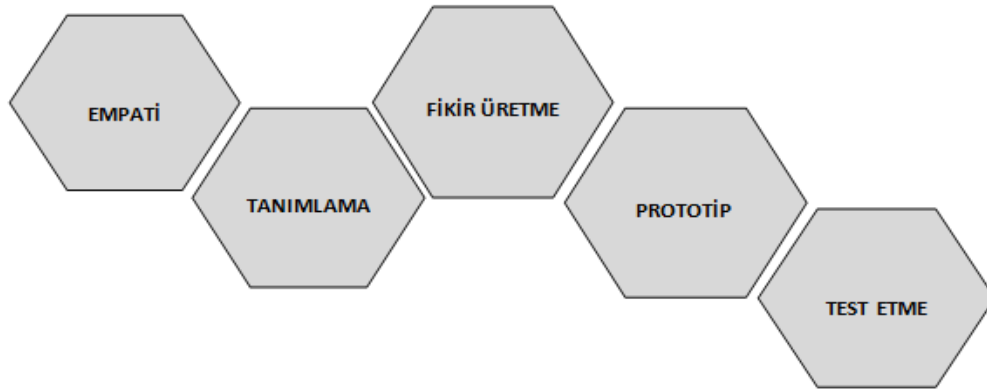 EMPATİ
TANIMLAMA
FİKİR ÜRETME
PROTOTİP
TEST ETME